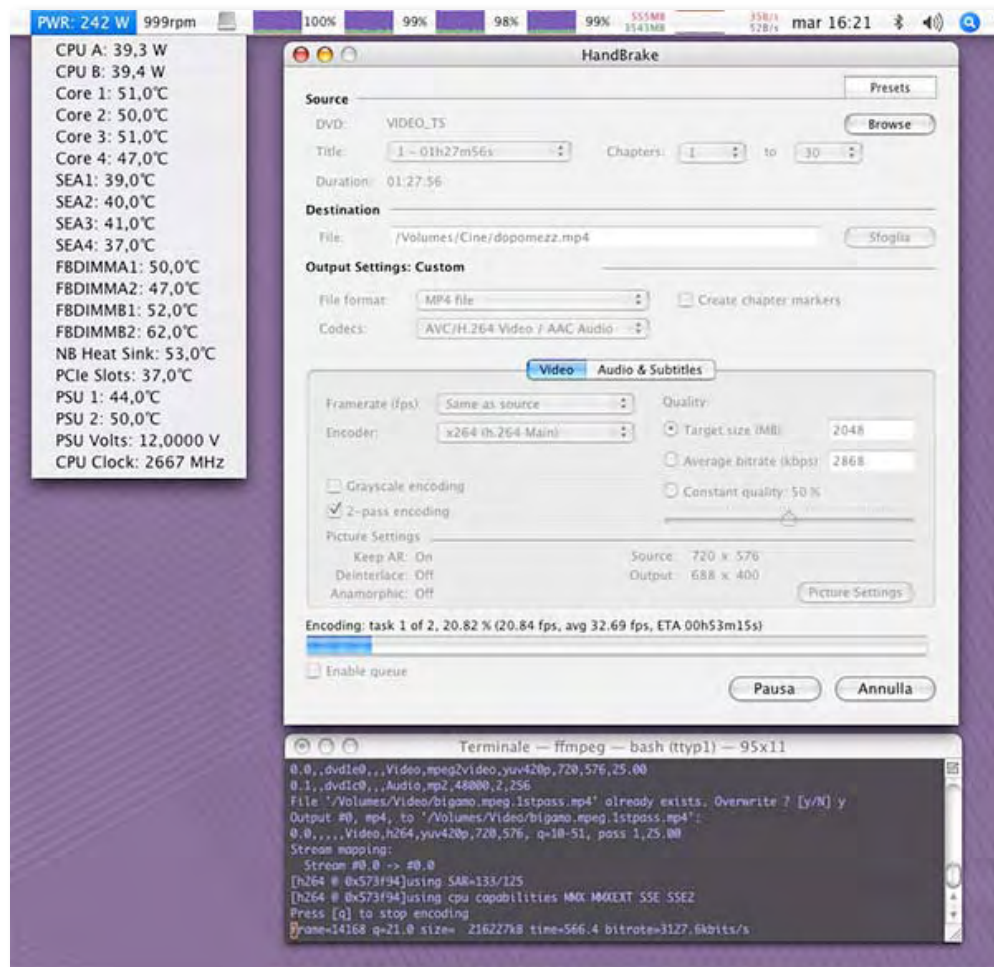 PWR: 242 W 999rpm 100% 99% 98% 99% 555MB 3543MB mar 16:21
CPU A: 39,3 W
CPU B: 39,4 W
Core 1: 51,0℃
Core 2: 50,0℃
Core 3: 51,0℃
Core 4: 47,0℃
SEA1: 39,0℃
SEA2: 40,0℃
SEA3: 41,0℃
SEA4: 37,0℃
FBDIMMA1: 50,0℃
FBDIMMA2: 47,0℃
FBDIMMB1: 52,0℃
FBDIMMB2: 62,0℃
NB Heat Sink: 53,0℃
PCIe Slots: 37,0℃
PSU 1: 44,0℃
PSU 2: 50,0℃
PSU Volts: 12,0000 V
CPU Clock: 2667 MHz
HandBrake
Presets
Source
DVD: VIDEO_TS Browse
Title: 1 - 01h27m56s Chapters: 1 to 30
Duration: 01:27:56
Destination
File: /Volumes/Cine/dopomezz.mp4 Sfoglia
Output Settings: Custom
File format: MP4 file Create chapter markers
Codecs: AVC/H.264 Video / AAC Audio
Video Audio & Subtitles
Framerate (fps): Same as source Quality:
Encoder: x264 (h.264 Main) Target size (MB): 2048
Average bitrate (kbps): 2868
Grayscale encoding Constant quality: 50 %
2-pass encoding
Picture Settings
Keep AR: On Source: 720 x 576
Deinterlace: Off Output: 688 x 400
Anamorphic: Off Picture Settings
Encoding: task 1 of 2, 20.82 % (20.84 fps, avg 32.69 fps, ETA 00h53m15s)
Enable queue
Pausa Annulla
Terminale — ffmpeg — bash (ttyp1) — 95x11
0.0,,dvd1e0,,,Video,mpeg2video,yuv420p,720,576,25.00
0.1,,dvd1c0,,,Audio,mp2,48000,2,256
File '/Volumes/Video/bigamo.mpeg.1stpass.mp4' already exists. Overwrite ? [y/N] y
Output #0, mp4, to '/Volumes/Video/bigamo.mpeg.1stpass.mp4':
0.0,,,,,Video,h264,yuv420p,720,576, q=10-51, pass 1,25.00
Stream mapping:
Stream #0.0 -> #0.0
[h264 @ 0x573f94]using SAR=133/125
[h264 @ 0x573f94]using cpu capabilities MMX MMXEXT SSE SSE2
Press [q] to stop encoding
frame=14168 q=21.0 size= 216227kB time=566.4 bitrate=3127.6kbits/s